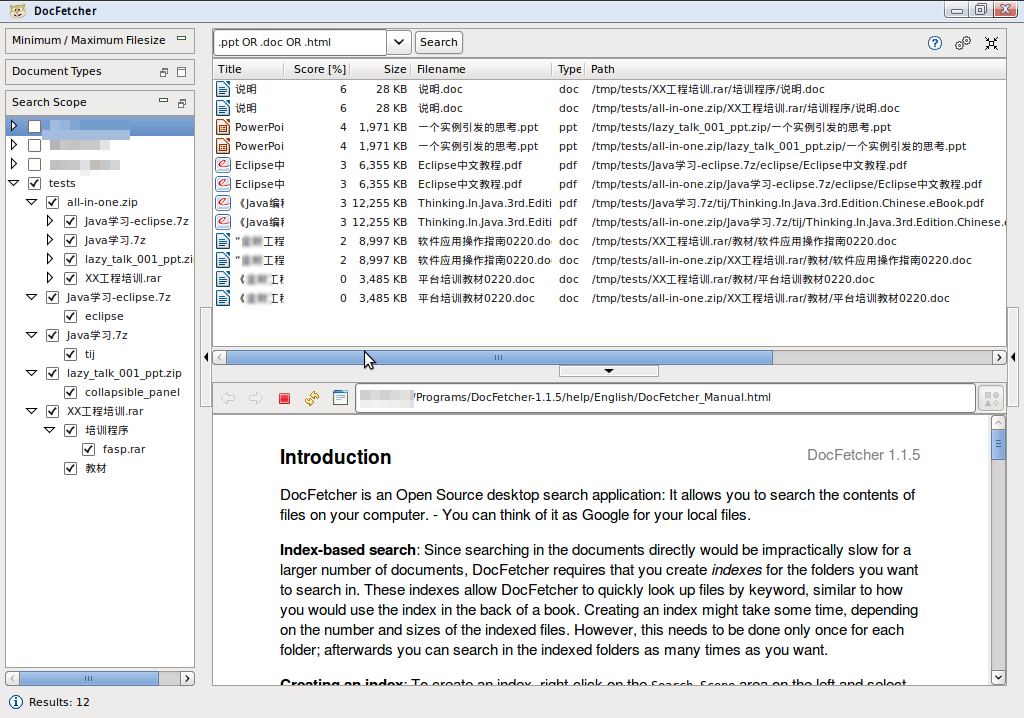 DocFetcher
Minimum / Maximum Filesize
Document Types
Search Scope
tests
all-in-one.zip
Java学习-eclipse.7z
Java学习.7z
lazy_talk_001_ppt.zi
XX工程培训.rar
Java学习-eclipse.7z
eclipse
Java学习.7z
tij
lazy_talk_001_ppt.zip
collapsible_panel
XX工程培训.rar
培训程序
fasp.rar
教材
.ppt OR .doc OR .html Search
Title Score [%] Size Filename Type Path
说明 6 28 KB 说明.doc doc /tmp/tests/XX工程培训.rar/培训程序/说明.doc
说明 6 28 KB 说明.doc doc /tmp/tests/all-in-one.zip/XX工程培训.rar/培训程序/说明.doc
PowerPoi 4 1,971 KB 一个实例引发的思考.ppt ppt /tmp/tests/lazy_talk_001_ppt.zip/一个实例引发的思考.ppt
PowerPoi 4 1,971 KB 一个实例引发的思考.ppt ppt /tmp/tests/all-in-one.zip/lazy_talk_001_ppt.zip/一个实例引发的思考.ppt
Eclipse中 3 6,355 KB Eclipse中文教程.pdf pdf /tmp/tests/Java学习-eclipse.7z/eclipse/Eclipse中文教程.pdf
Eclipse中 3 6,355 KB Eclipse中文教程.pdf pdf /tmp/tests/all-in-one.zip/Java学习-eclipse.7z/eclipse/Eclipse中文教程.pdf
《Java编程 3 12,255 KB Thinking.In.Java.3rd.Editi pdf /tmp/tests/Java学习.7z/tij/Thinking.In.Java.3rd.Edition.Chinese.eBook.pdf
《Java编程 3 12,255 KB Thinking.In.Java.3rd.Editi pdf /tmp/tests/all-in-one.zip/Java学习.7z/tij/Thinking.In.Java.3rd.Edition.Chinese.e
“ 工程 2 8,997 KB 软件应用操作指南0220.do doc /tmp/tests/XX工程培训.rar/教材/软件应用操作指南0220.doc
“ 工程 2 8,997 KB 软件应用操作指南0220.do doc /tmp/tests/all-in-one.zip/XX工程培训.rar/教材/软件应用操作指南0220.doc
《 工程 0 3,485 KB 平台培训教材0220.doc doc /tmp/tests/XX工程培训.rar/教材/平台培训教材0220.doc
《 工程 0 3,485 KB 平台培训教材0220.doc doc /tmp/tests/all-in-one.zip/XX工程培训.rar/教材/平台培训教材0220.doc
/Programs/DocFetcher-1.1.5/help/English/DocFetcher_Manual.html
Introduction DocFetcher 1.1.5
DocFetcher is an Open Source desktop search application: It allows you to search the contents of
files on your computer. - You can think of it as Google for your local files.
Index-based search: Since searching in the documents directly would be impractically slow for a
larger number of documents, DocFetcher requires that you create indexes for the folders you want
to search in. These indexes allow DocFetcher to quickly look up files by keyword, similar to how
you would use the index in the back of a book. Creating an index might take some time, depending
on the number and sizes of the indexed files. However, this needs to be done only once for each
folder; afterwards you can search in the indexed folders as many times as you want.
Creating an index: To create an index, right-click on the Search Scope area on the left and select
Results: 12